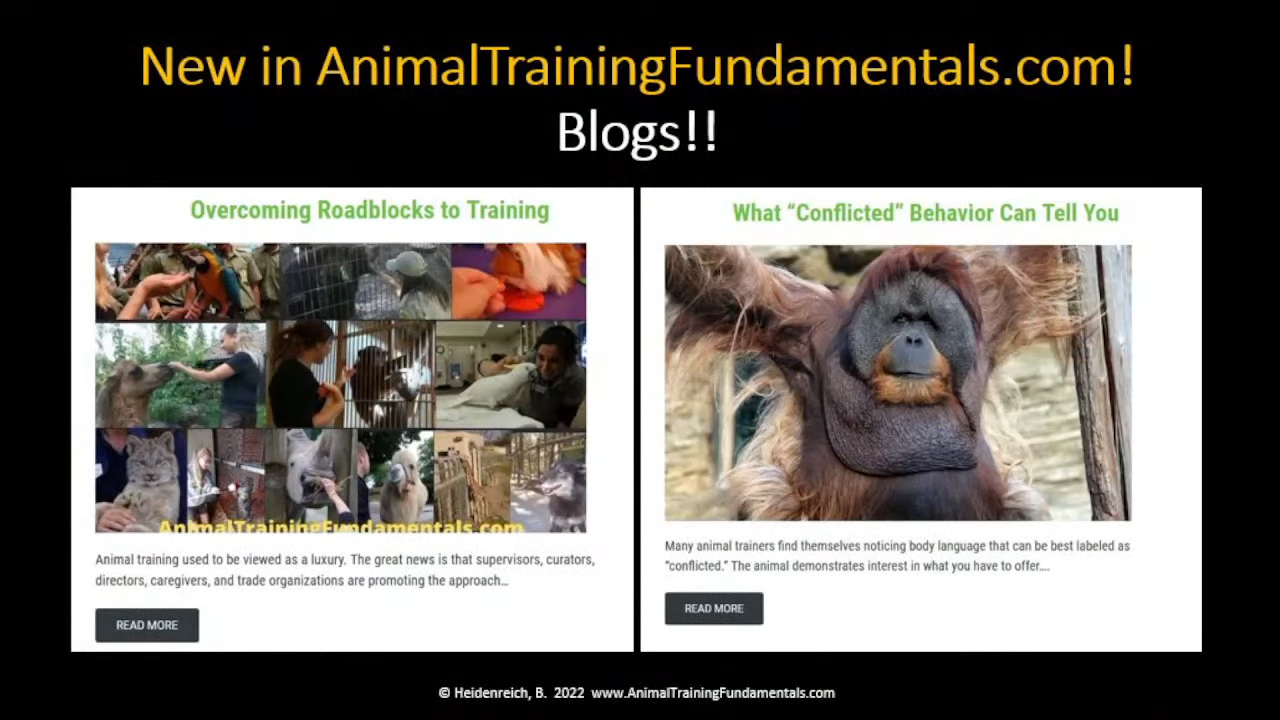 New in AnimalTrainingFundamentals.com!
Blogs!!
Overcoming Roadblocks to Training
AnimalTrainingFundamentals.com
Animal training used to be viewed as a luxury. The great news is that supervisors, curators,
directors, caregivers, and trade organizations are promoting the approach…
READ MORE
What “Conflicted” Behavior Can Tell You
Many animal trainers find themselves noticing body language that can be best labeled as
“conflicted.” The animal demonstrates interest in what you have to offer….
READ MORE
© Heidenreich, B. 2022 www.AnimalTrainingFundamentals.com